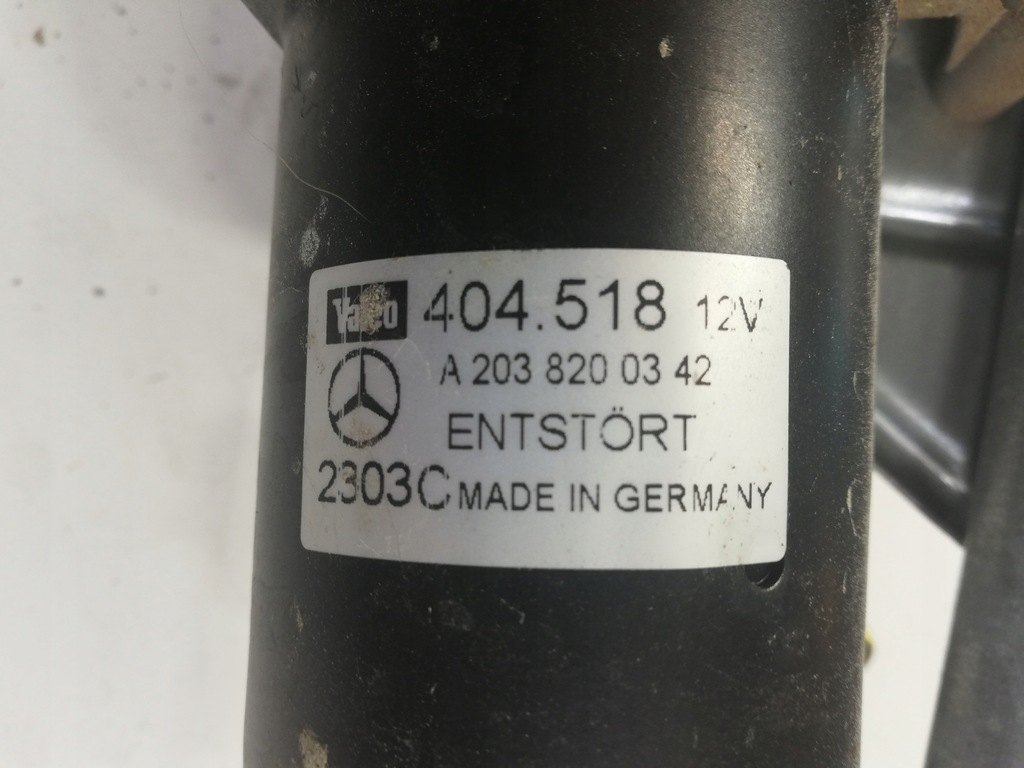 Valeo 404.518 12V
A 203 820 03 42
ENTSTÖRT
2303C MADE IN GERMANY